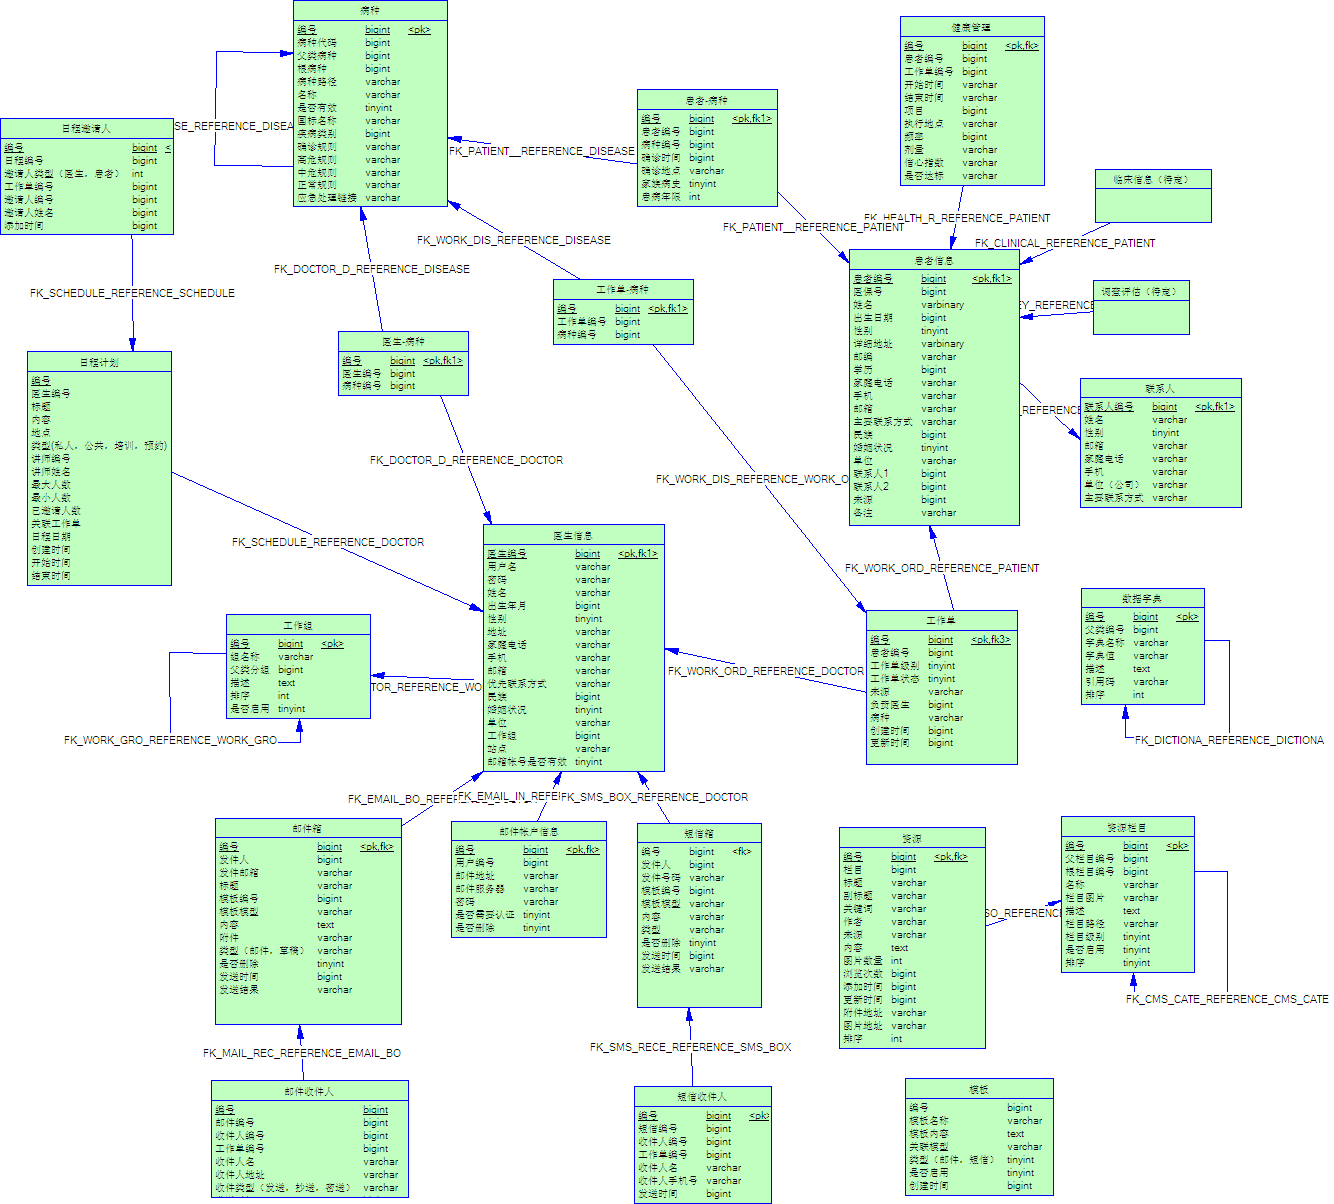 病种
编号 bigint <pk>
病种代码 bigint
父类病种 bigint
根病种 bigint
病种路径 varchar
名称 varchar
是否有效 tinyint
国标名称 varchar
疾病类别 bigint
确诊规则 varchar
高危规则 varchar
中危规则 varchar
正常规则 varchar
应急处理链接 varchar
SE_REFERENCE_DISEA
健康管理
编号 bigint <pk,fk>
患者编号 bigint
工作单编号 bigint
开始时间 varchar
结束时间 varchar
项目 bigint
执行地点 varchar
频率 bigint
剂量 varchar
信心指数 varchar
是否达标 varchar
患者-病种
编号 bigint <pk,fk1>
患者编号 bigint
病种编号 bigint
确诊时间 bigint
确诊地点 varchar
家族病史 tinyint
患病年限 int
日程邀请人
编号 bigint <
日程编号 bigint
邀请人类型（医生，患者） int
工作单编号 bigint
邀请人编号 bigint
邀请人姓名 bigint
添加时间 bigint
FK_PATIENT__REFERENCE_DISEASE
临床信息（待定）
FK_HEALTH_R_REFERENCE_PATIENT
FK_PATIENT__REFERENCE_PATIENT
FK_CLINICAL_REFERENCE_PATIENT
FK_WORK_DIS_REFERENCE_DISEASE
FK_DOCTOR_D_REFERENCE_DISEASE
FK_SCHEDULE_REFERENCE_SCHEDULE
患者信息
患者编号 bigint <pk,fk1>
医保号 bigint
姓名 varbinary
出生日期 bigint
性别 tinyint
详细地址 varbinary
邮编 varchar
学历 bigint
家庭电话 varchar
手机 varchar
邮箱 varchar
主要联系方式 varchar
民族 bigint
婚姻状况 tinyint
单位 varchar
联系人1 bigint
联系人2 bigint
来源 bigint
备注 varchar
调查评估（待定）
EY_REFERENCE
工作单-病种
编号 bigint <pk,fk1>
工作单编号 bigint
病种编号 bigint
医生-病种
编号 bigint <pk,fk1>
医生编号 bigint
病种编号 bigint
日程计划
编号
医生编号
标题
内容
地点
类型(私人，公共，培训，预约)
讲师编号
讲师姓名
最大人数
最小人数
已邀请人数
关联工作单
日程日期
创建时间
开始时间
结束时间
联系人
联系人编号 bigint <pk,fk1>
姓名 varchar
性别 tinyint
邮箱 varchar
家庭电话 varchar
手机 varchar
单位（公司） varchar
主要联系方式 varchar
_REFERENCE
FK_DOCTOR_D_REFERENCE_DOCTOR
FK_WORK_DIS_REFERENCE_WORK_O
FK_SCHEDULE_REFERENCE_DOCTOR
FK_WORK_ORD_REFERENCE_PATIENT
医生信息
医生编号 bigint <pk,fk1>
用户名 varchar
密码 varchar
姓名 varchar
出生年月 bigint
性别 tinyint
地址 varchar
家庭电话 varchar
手机 varchar
邮箱 varchar
优先联系方式 varchar
民族 bigint
婚姻状况 tinyint
单位 varchar
工作组 bigint
站点 varchar
邮箱帐号是否有效 tinyint
工作组
编号 bigint <pk>
组名称 varchar
父类分组 bigint
描述 text
排序 int
是否启用 tinyint
TOR_REFERENCE_WO
FK_WORK_GRO_REFERENCE_WORK_GRO
FK_WORK_ORD_REFERENCE_DOCTOR
工作单
编号 bigint <pk,fk3>
患者编号 bigint
工作单级别 tinyint
工作单状态 tinyint
来源 varchar
负责医生 bigint
病种 varchar
创建时间 bigint
更新时间 bigint
数据字典
编号 bigint <pk>
父类编号 bigint
字典名称 varchar
字典值 varchar
描述 text
引用码 varchar
排序 int
FK_DICTIONA_REFERENCE_DICTIONA
FK_EMAIL_BO_REFE
FK_EMAIL_IN_REFEI
FK_SMS_BOX_REFERENCE_DOCTOR
邮件箱
编号 bigint <pk,fk>
发件人 bigint
发件邮箱 varchar
标题 varchar
模板编号 bigint
模板模型 varchar
内容 text
附件 varchar
类型（邮件，草稿） varchar
是否删除 tinyint
发送时间 bigint
发送结果 varchar
邮件帐户信息
编号 bigint <pk,fk>
用户编号 bigint
邮件地址 varchar
邮件服务器 varchar
密码 varchar
是否需要认证 tinyint
是否删除 tinyint
短信箱
编号 bigint <fk>
发件人 bigint
发件号码 varchar
模板编号 bigint
模板模型 varchar
内容 varchar
类型 varchar
是否删除 tinyint
发送时间 bigint
发送结果 varchar
资源
编号 bigint <pk,fk>
栏目 bigint
标题 varchar
副标题 varchar
关键词 varchar
作者 varchar
来源 varchar
内容 text
图片数量 int
浏览次数 bigint
添加时间 bigint
更新时间 bigint
附件地址 varchar
图片地址 varchar
排序 int
SO_REFERENCE
资源栏目
编号 bigint <pk>
父栏目编号 bigint
根栏目编号 bigint
名称 varchar
栏目图片 varchar
描述 text
栏目路径 varchar
栏目级别 tinyint
是否启用 tinyint
排序 tinyint
FK_CMS_CATE_REFERENCE_CMS_CATE
FK_MAIL_REC_REFERENCE_EMAIL_BO
FK_SMS_RECE_REFERENCE_SMS_BOX
邮件收件人
编号 bigint
邮件编号 bigint
收件人编号 bigint
工作单编号 bigint
收件人名 varchar
收件人地址 varchar
收件类型（发送，抄送，密送） varchar
短信收件人
编号 bigint <pk>
短信编号 bigint
收件人编号 bigint
工作单编号 bigint
收件人名 varchar
收件人手机号 varchar
发送时间 bigint
模板
编号 bigint
模板名称 varchar
模板内容 text
关联模型 varchar
类型（邮件，短信） tinyint
是否启用 tinyint
创建时间 bigint